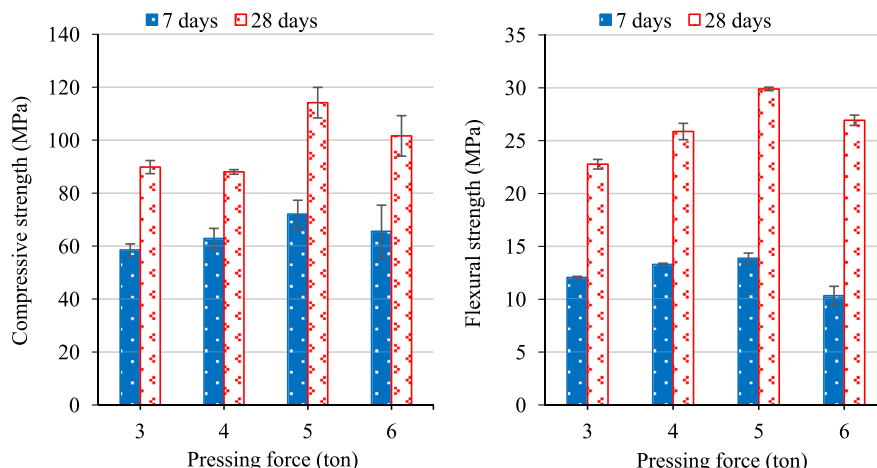 7 days 28 days
140
120
100
80
60
40
20
0
Compressive strength (MPa)
3 4 5 6
Pressing force (ton)
7 days 28 days
35
30
25
20
15
10
5
0
Flexural strength (MPa)
3 4 5 6
Pressing force (ton)